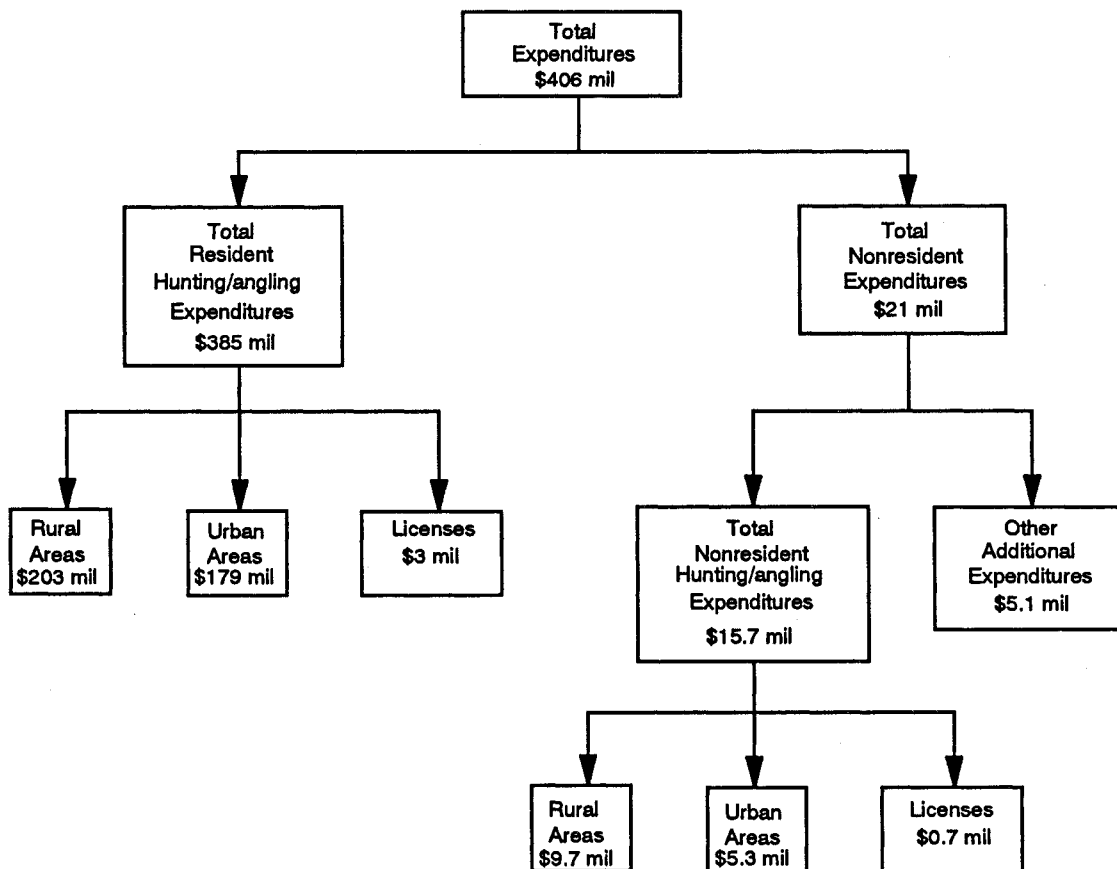 Total
Expenditures
$406 mil
Total
Resident
Hunting/angling
Expenditures
$385 mil
Total
Nonresident
Expenditures
$21 mil
Rural
Areas
$203 mil
Urban
Areas
$179 mil
Licenses
$3 mil
Total
Nonresident
Hunting/angling
Expenditures
$15.7 mil
Other
Additional
Expenditures
$5.1 mil
Rural
Areas
$9.7 mil
Urban
Areas
$5.3 mil
Licenses
$0.7 mil